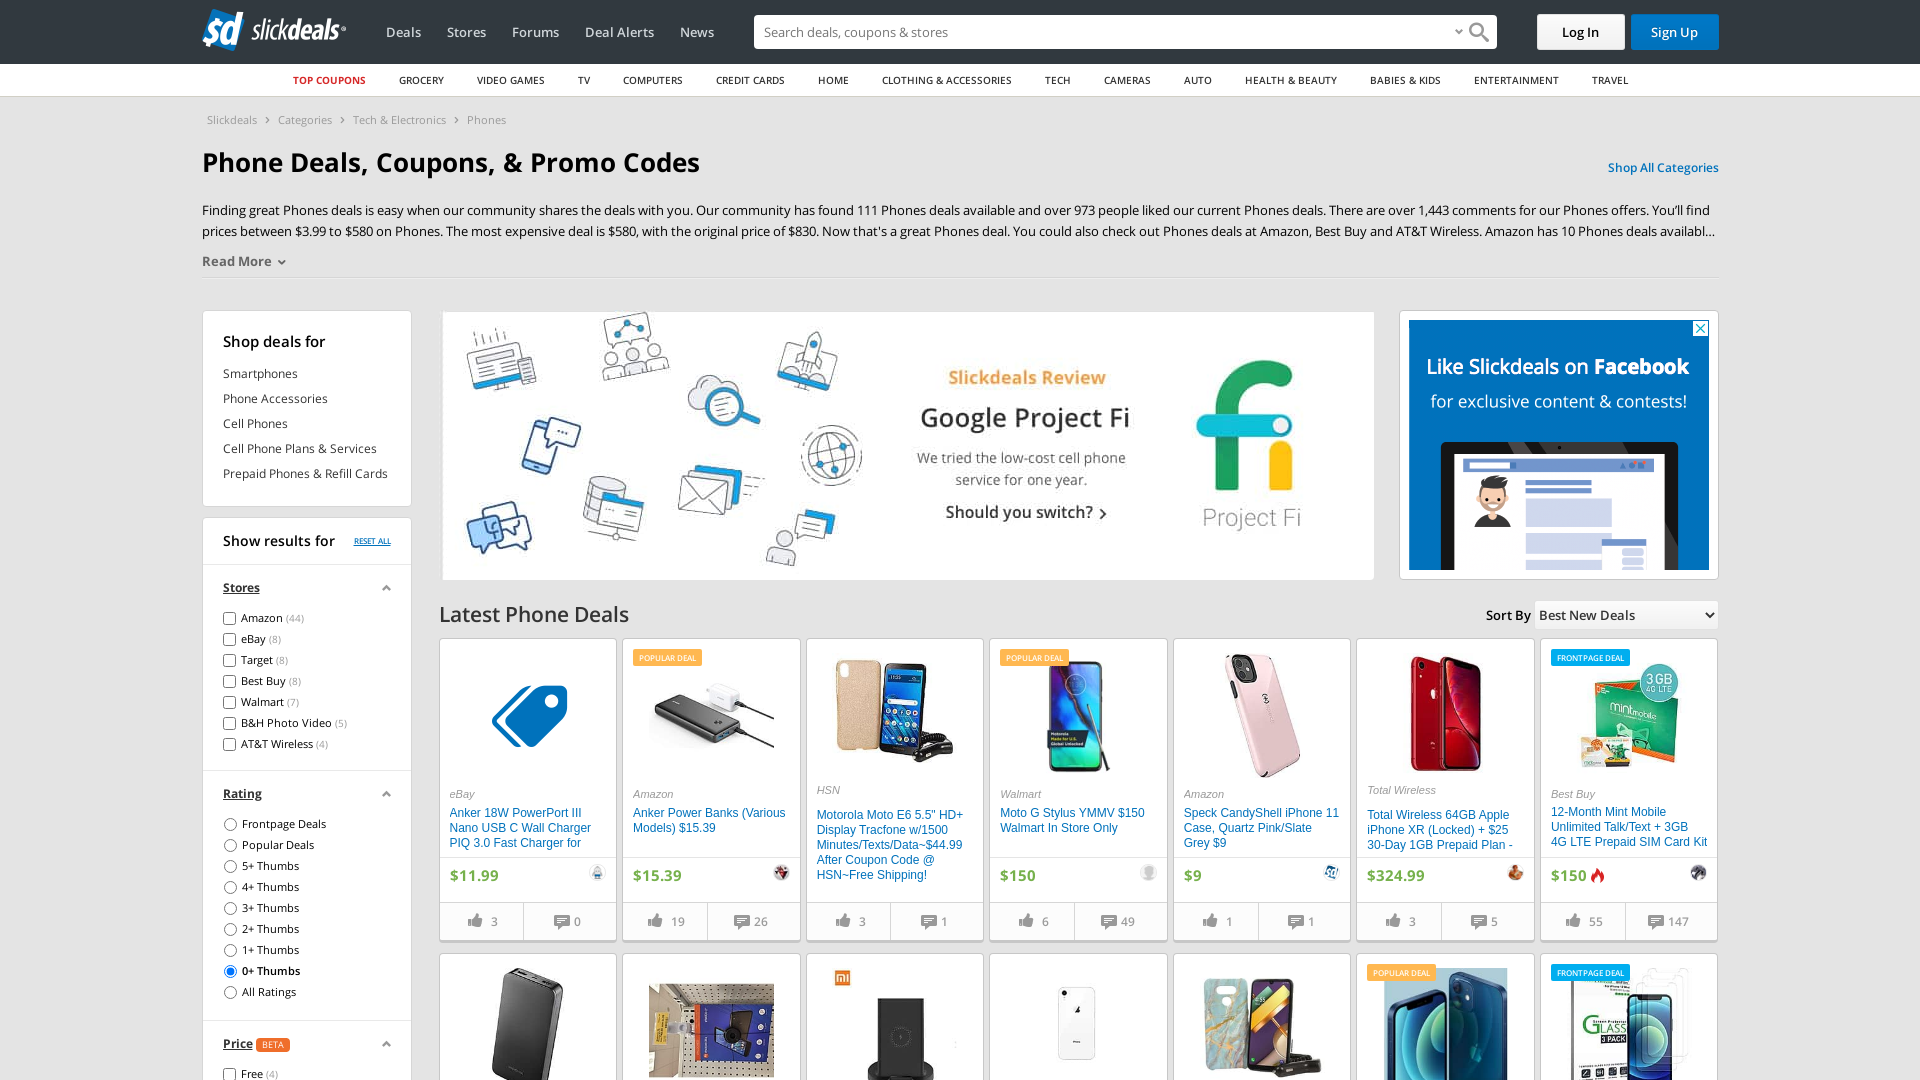 slickdeals
Deals
Stores
Forums
Deal Alerts
News
Search deals, coupons & stores
Log In
Sign Up
TOP COUPONS
GROCERY
VIDEO GAMES
TV
COMPUTERS
CREDIT CARDS
HOME
CLOTHING & ACCESSORIES
TECH
CAMERAS
AUTO
HEALTH & BEAUTY
BABIES & KIDS
ENTERTAINMENT
TRAVEL
Slickdeals > Categories > Tech & Electronics > Phones
Phone Deals, Coupons, & Promo Codes
Shop All Categories
Finding great Phones deals is easy when our community shares the deals with you. Our community has found 111 Phones deals available and over 973 people liked our current Phones deals. There are over 1,443 comments for our Phones offers. You'll find
prices between $3.99 to $580 on Phones. The most expensive deal is $580, with the original price of $830. Now that's a great Phones deal. You could also check out Phones deals at Amazon, Best Buy and AT&T Wireless. Amazon has 10 Phones deals availabl...
Read More
Shop deals for
Smartphones
Phone Accessories
Cell Phones
Cell Phone Plans & Services
Prepaid Phones & Refill Cards
Show results for
RESET ALL
Stores
Amazon (44)
eBay (8)
Target (8)
Best Buy (8)
Walmart (7)
B&H Photo Video (5)
AT&T Wireless (4)
Rating
Frontpage Deals
Popular Deals
5+ Thumbs
4+ Thumbs
3+ Thumbs
2+ Thumbs
1+ Thumbs
0+ Thumbs
All Ratings
Price BETA
Free (4)
Slickdeals Review
Google Project Fi
We tried the low-cost cell phone
service for one year.
Should you switch? >
Project Fi
Like Slickdeals on Facebook
for exclusive content & contests!
Latest Phone Deals
Sort By Best New Deals
eBay
Anker 18W PowerPort III
Nano USB C Wall Charger
PIQ 3.0 Fast Charger for
$11.99
3
0
POPULAR DEAL
Amazon
Anker Power Banks (Various
Models) $15.39
$15.39
19
26
HSN
Motorola Moto E6 5.5" HD+
Display Tracfone w/1500
Minutes/Texts/Data~$44.99
After Coupon Code @
HSN~Free Shipping!
3
1
POPULAR DEAL
Walmart
Moto G Stylus YMMV $150
Walmart In Store Only
$150
6
49
Amazon
Speck CandyShell iPhone 11
Case, Quartz Pink/Slate
Grey $9
$9
1
1
Total Wireless
Total Wireless 64GB Apple
iPhone XR (Locked) + $25
30-Day 1GB Prepaid Plan -
$324.99
3
5
FRONTPAGE DEAL
3GB
4G LTE
mintmobile
Best Buy
12-Month Mint Mobile
Unlimited Talk/Text + 3GB
4G LTE Prepaid SIM Card Kit
$150
55
147
mi
POPULAR DEAL
FRONTPAGE DEAL
GLASS
3 PACK